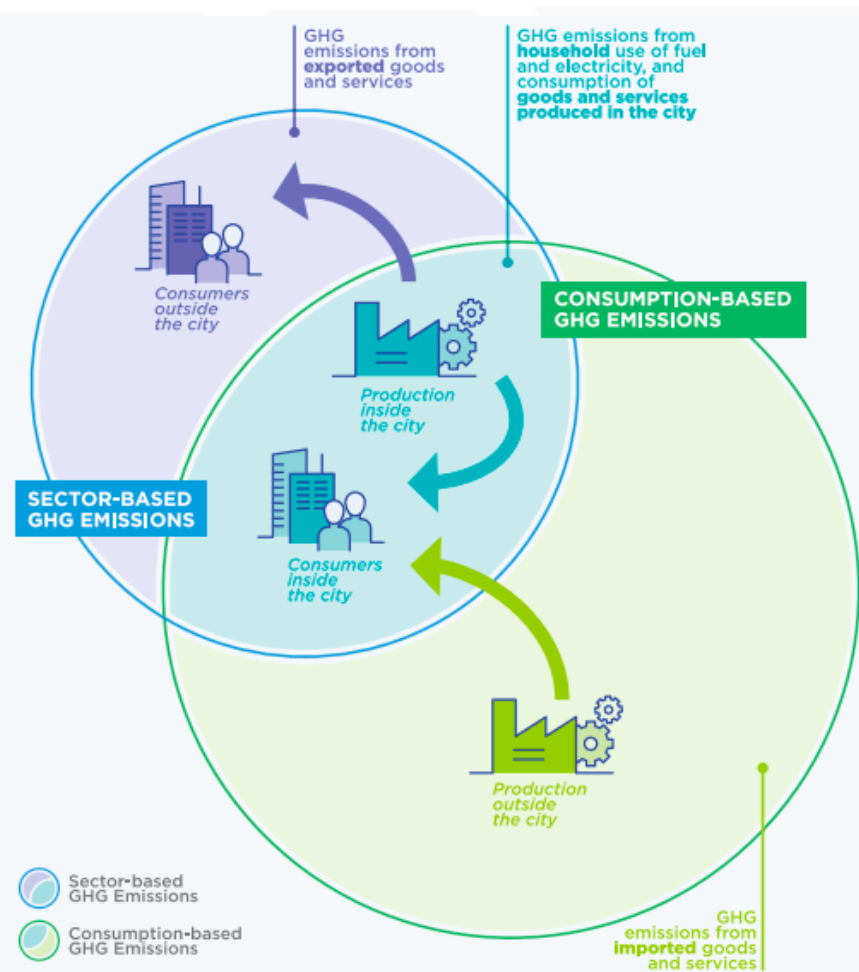 GHG
emissions from
exported goods
and services
GHG emissions from
household use of fuel
and electricity, and
consumption of
goods and services
produced in the city
Consumers
outside
the city
CONSUMPTION-BASED
GHG EMISSIONS
Production
inside
the city
SECTOR-BASED
GHG EMISSIONS
Consumers
inside
the city
Production
outside
the city
Sector-based
GHG Emissions
Consumption-based
GHG Emissions
GHG
emissions from
imported goods
and services